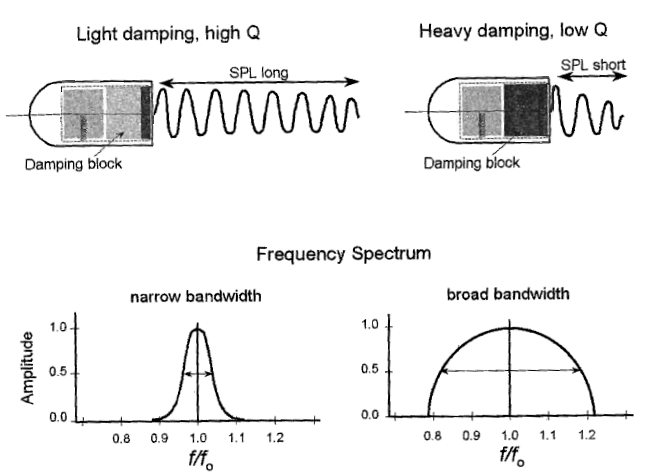 Light damping, high Q
Heavy damping, low Q
SPL long
SPL short
Damping block
Damping block
Frequency Spectrum
narrow bandwidth
broad bandwidth
Amplitude
1.0
0.5
0.0
0.8 0.9 1.0 1.1 1.2
f/fo
1.0
0.5
0.0
0.8 0.9 1.0 1.1 1.2
f/fo